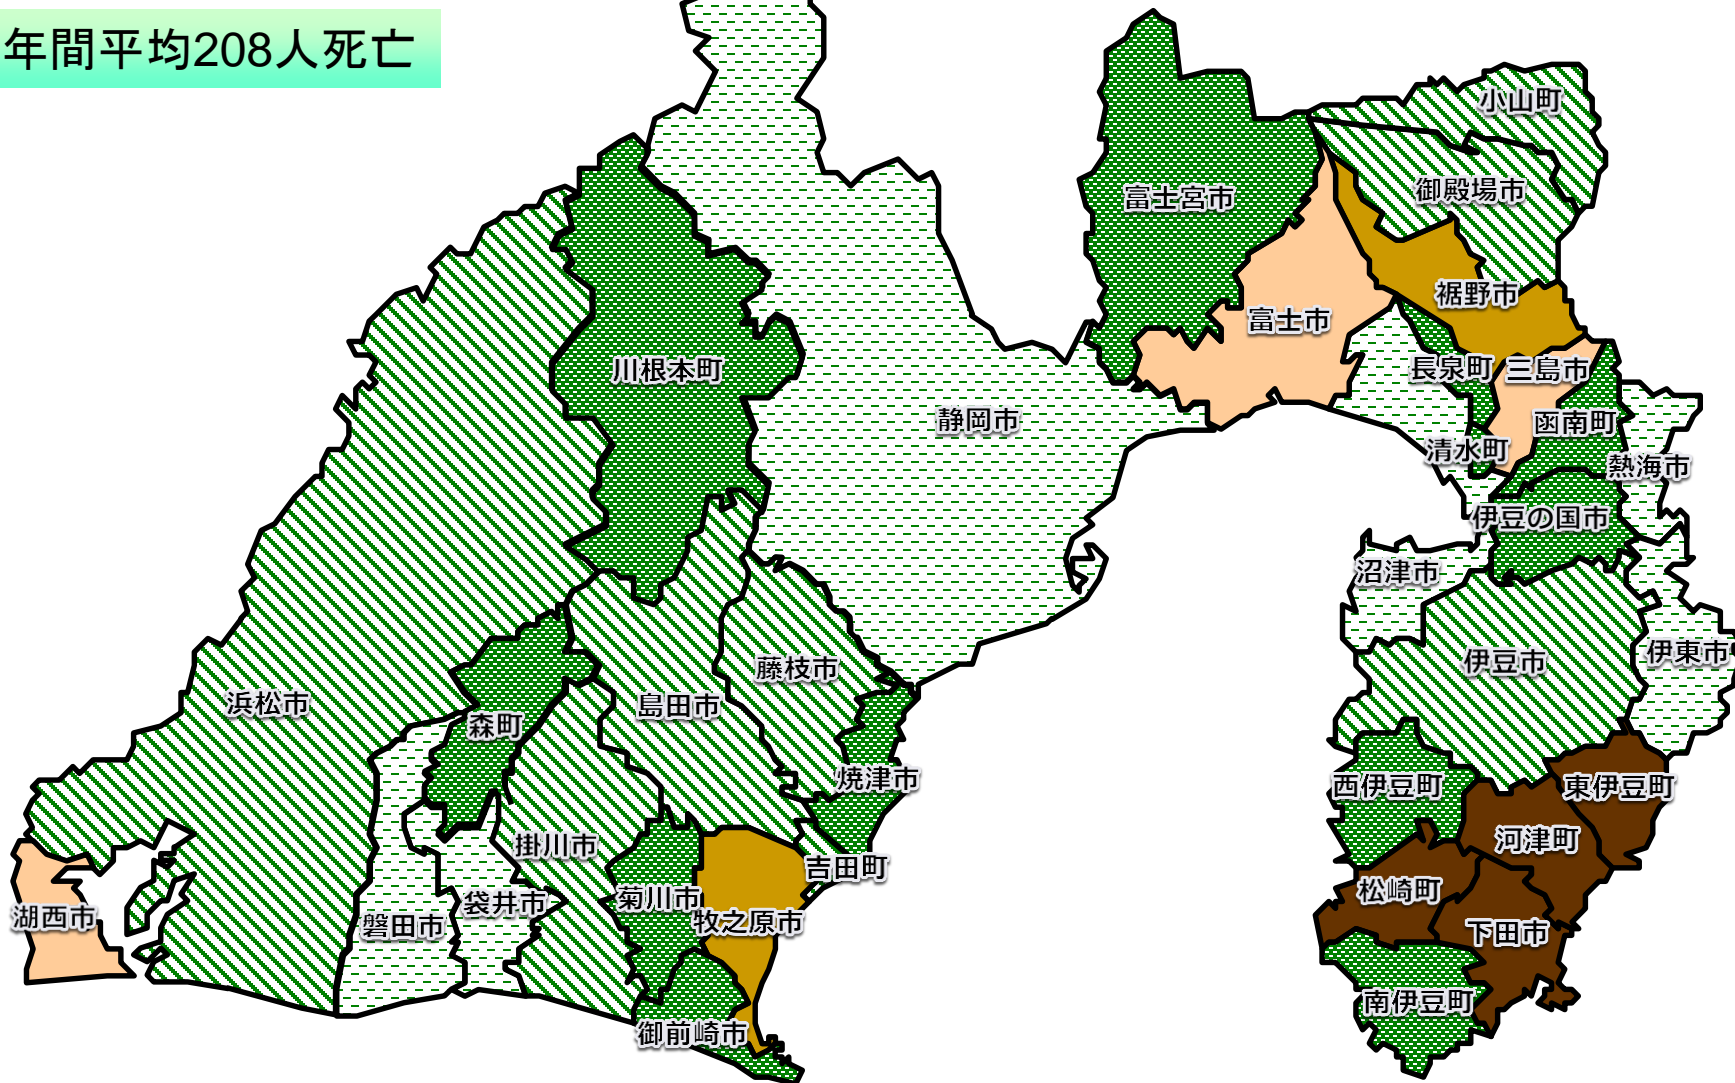 年間平均208人死亡
小山町
御殿場市
富士宮市
裾野市
富士市
長泉町
三島市
川根本町
静岡市
函南町
清水町
熱海市
伊豆の国市
沼津市
伊東市
伊豆市
藤枝市
島田市
浜松市
森町
焼津市
西伊豆町
東伊豆町
河津町
掛川市
吉田町
松崎町
菊川市
袋井市
牧之原市
磐田市
湖西市
下田市
南伊豆町
御前崎市